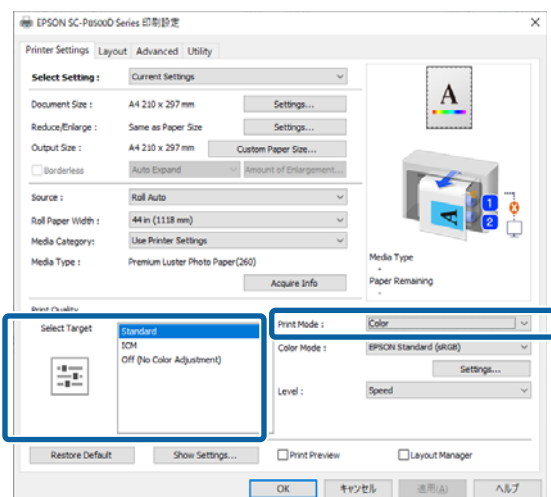 EPSON SC-P8500D Series 印刷設定
Printer Settings Layout Advanced Utility
Select Setting : Current Settings
Document Size : A4 210 x 297 mm Settings...
Reduce/Enlarge : Same as Paper Size Settings...
Output Size : A4 210 x 297 mm Custom Paper Size...
Borderless Auto Expand Amount of Enlargement...
Source : Roll Auto
Roll Paper Width : 44 in (1118 mm)
Media Category: Use Printer Settings
Media Type : Premium Luster Photo Paper(260)
Acquire Info
A
A
1
2
Media Type
-
Paper Remaining
-
Print Quality
Select Target
Standard
ICM
Off (No Color Adjustment)
Print Mode : Color
Color Mode : EPSON Standard (sRGB)
Settings...
Level : Speed
Restore Default Show Settings... Print Preview Layout Manager
OK キャンセル 適用(A) ヘルプ